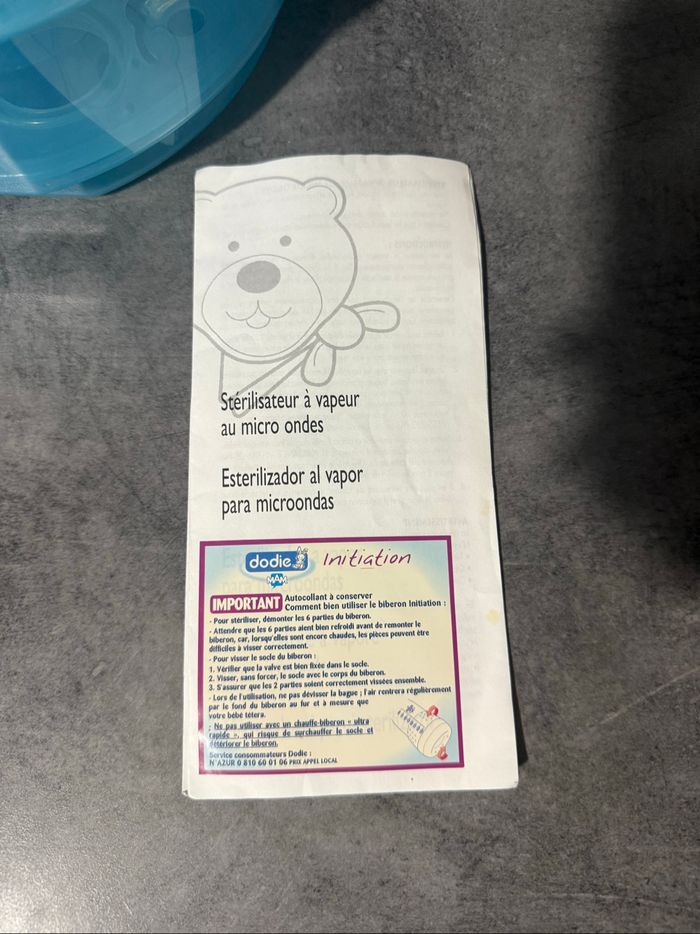 Stérilisateur à vapeur
au micro ondes
Esterilizador al vapor
para microondas
dodie Initiation
MAM
IMPORTANT Autocollant à conserver
Comment bien utiliser le biberon Initiation :
- Pour stériliser, démonter les 6 parties du biberon.
- Attendre que les 6 parties aient bien refroidi avant de remonter le
biberon, car, lorsqu'elles sont encore chaudes, les pièces peuvent être
difficiles à visser correctement.
- Pour visser le socle du biberon :
1. Vérifier que la valve est bien fixée dans le socle.
2. Visser, sans forcer, le socle avec le corps du biberon.
3. S'assurer que les 2 parties soient correctement vissées ensemble.
- Lors de l'utilisation, ne pas dévisser la bague ; l'air rentrera régulièrement
par le fond du biberon au fur et à mesure que
votre bébé tétera.
- Ne pas utiliser avec un chauffe-biberon « ultra
rapide », qui risque de surchauffer le socle et
détériorer le biberon.
Service consommateurs Dodie :
N°AZUR 0 810 60 01 06 PRIX APPEL LOCAL